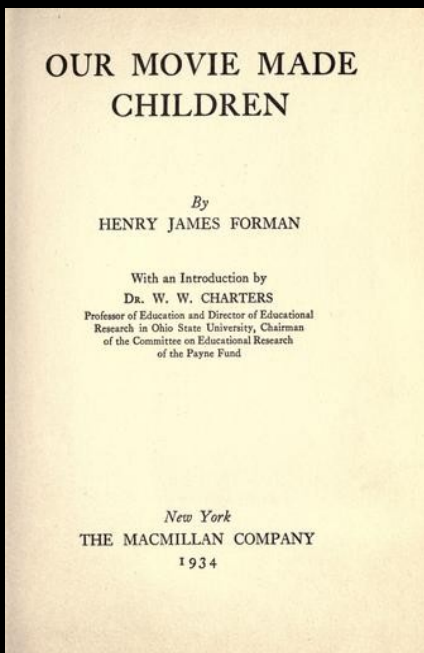 OUR MOVIE MADE
CHILDREN
By
HENRY JAMES FORMAN
With an Introduction by
DR. W. W. CHARTERS
Professor of Education and Director of Educational
Research in Ohio State University, Chairman
of the Committee on Educational Research
of the Payne Fund
New York
THE MACMILLAN COMPANY
1934